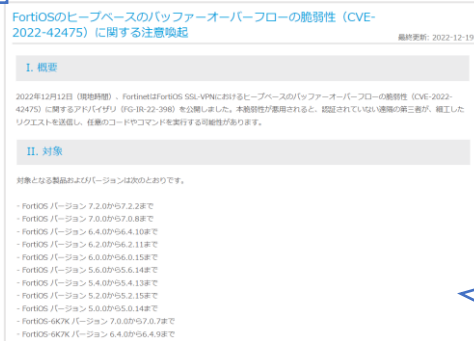 FortiOSのヒープベースのバッファーオーバーフローの脆弱性（CVE-
2022-42475）に関する注意喚起
最終更新: 2022-12-19
I. 概要
2022年12月12日（現地時間）、FortinetはFortiOS SSL-VPNにおけるヒープベースのバッファーオーバーフローの脆弱性（CVE-2022-
42475）に関するアドバイザリ（FG-IR-22-398）を公開しました。本脆弱性が悪用されると、認証されていない遠隔の第三者が、細工した
リクエストを送信し、任意のコードやコマンドを実行する可能性があります。
II. 対象
対象となる製品およびバージョンは次のとおりです。
- FortiOS バージョン 7.2.0から7.2.2まで
- FortiOS バージョン 7.0.0から7.0.8まで
- FortiOS バージョン 6.4.0から6.4.10まで
- FortiOS バージョン 6.2.0から6.2.11まで
- FortiOS バージョン 6.0.0から6.0.15まで
- FortiOS バージョン 5.6.0から5.6.14まで
- FortiOS バージョン 5.4.0から5.4.13まで
- FortiOS バージョン 5.2.0から5.2.15まで
- FortiOS バージョン 5.0.0から5.0.14まで
- FortiOS-6K7K バージョン 7.0.0から7.0.7まで
- FortiOS-6K7K バージョン 6.4.0から6.4.9まで